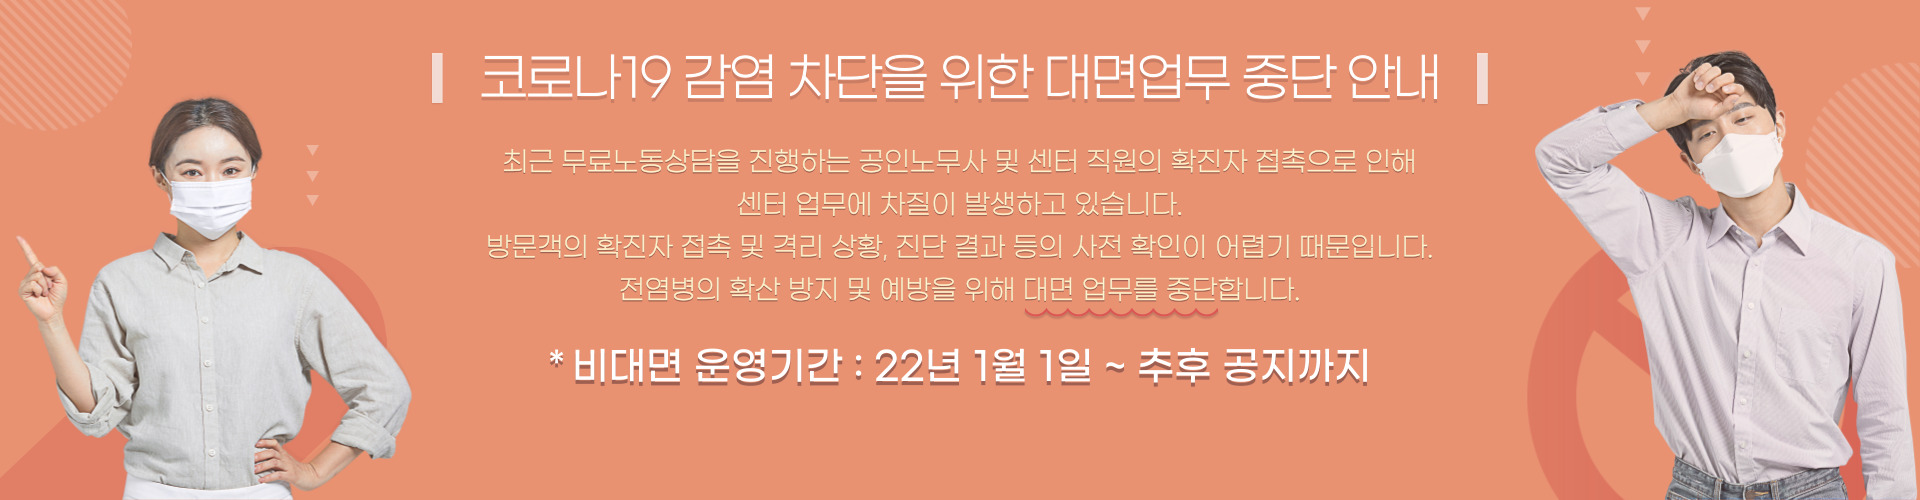 코로나19 감염 차단을 위한 대면업무 중단 안내
최근 무료노동상담을 진행하는 공인노무사 및 센터 직원의 확진자 접촉으로 인해
센터 업무에 차질이 발생하고 있습니다.
방문객의 확진자 접촉 및 격리 상황, 진단 결과 등의 사전 확인이 어렵기 때문입니다.
전염병의 확산 방지 및 예방을 위해 대면 업무를 중단합니다.
* 비대면 운영기간 : 22년 1월 1일 ~ 추후 공지까지